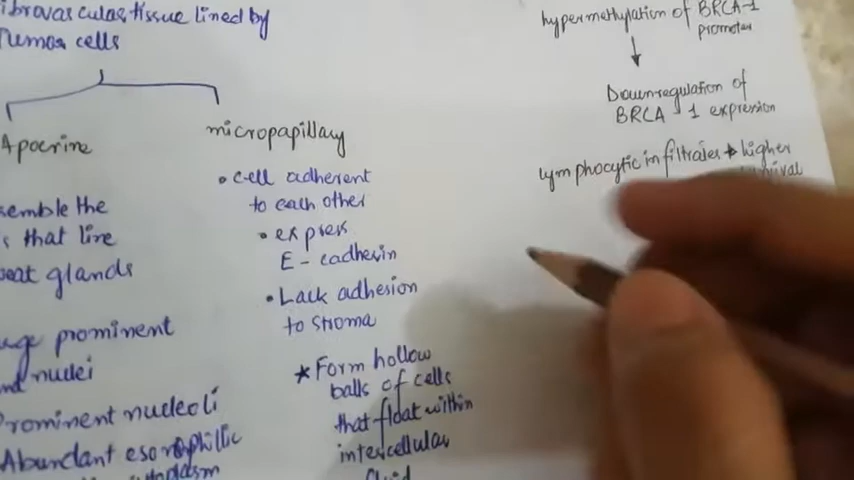 ibrovascular tissue lined by
Tumor cells
Apocrine
semble the
s that line
eat glands
prominent
nuclei
Prominent nucleoli
Abundant
micropapillary
• cell adherent
to each other
• express
E - cadherin
• Lack adhesion
to stroma
* Form hollow
balls of cells
that float within
intercellular
fluid
hypermethylation of BRCA-1
promoter
Downregulation of
BRCA - 1 expression
lymphocytic infiltrates → higher